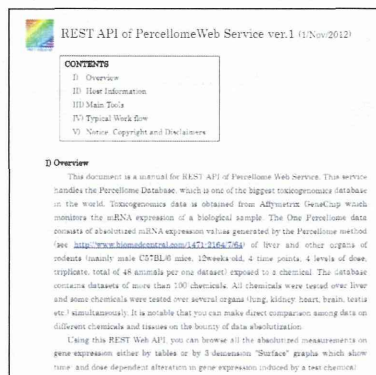 REST API of PercellomeWeb Service ver.1 (1/Nov/2012)
CONTENTS
I) Overview
II) Host Information
III) Main Tools
IV) Typical Work flow
V) Notice, Copyright and Disclaimers
I) Overview
This document is a manual for REST API of Percellome Web Service. This service
handles the Percellome Database, which is one of the biggest toxicogenomics database
in the world. Toxicogenomics data is obtained from Affymetrix GeneChip which
monitors the mRNA expression of a biological sample. The One Percellome data
consists of absolutized mRNA expression values generated by the Percellome method
(see http://www.biomedcentral.com/1471-2164/7/64) of liver and other organs of
rodents (mainly male C57BL/6 mice, 12weeks old, 4 time points, 4 levels of dose,
triplicate, total of 48 animals per one dataset) exposed to a chemical. The database
contains datasets of more than 100 chemicals. All chemicals were tested over liver
and some chemicals were tested over several organs (lung, kidney, heart, brain, testis
etc.) simultaneously. It is notable that you can make direct comparison among data on
different chemicals and tissues on the bounty of data absolutization.
Using this REST Web API, you can browse all the absolutized measurements on
gene expression either by tables or by 3 dimension "Surface" graphs which show
time- and dose dependent alteration in gene expression induced by a test chemical.